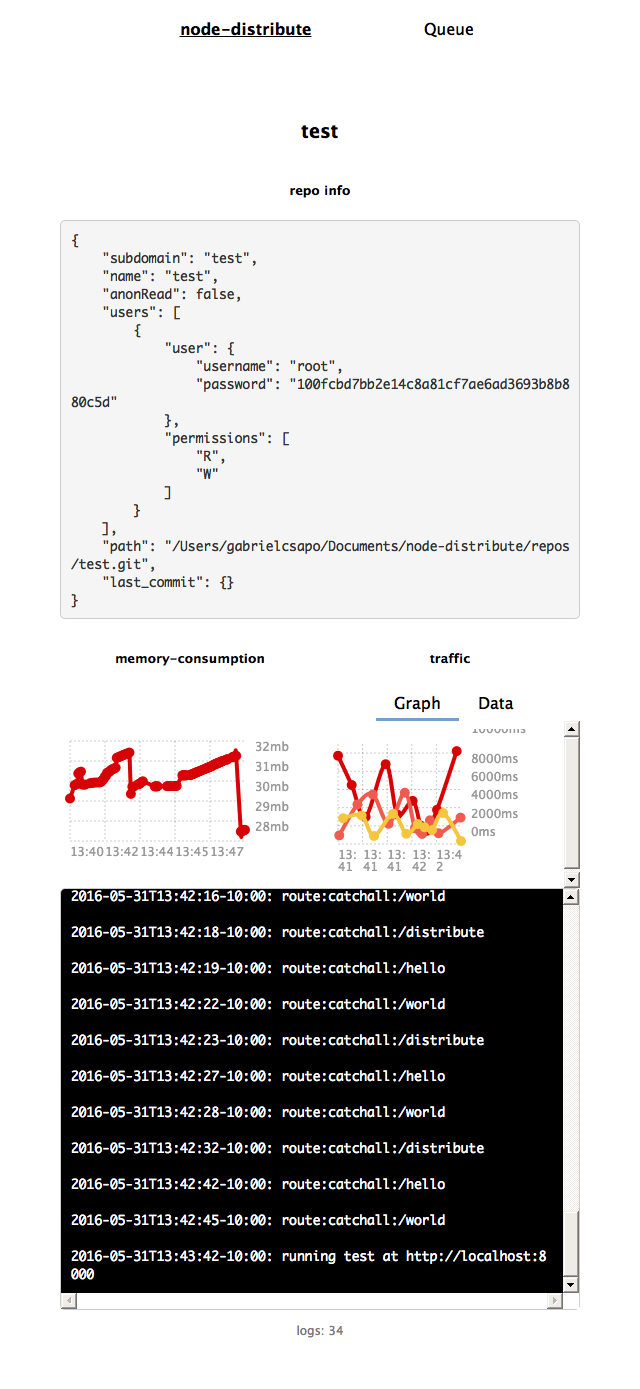 node-distribute Queue
test
repo info
{
"subdomain": "test",
"name": "test",
"anonRead": false,
"users": [
{
"user": {
"username": "root",
"password": "100fcbd7bb2e14c8a81cf7ae6ad3693b8b8
80c5d"
},
"permissions": [
"R",
"W"
]
}
],
"path": "/Users/gabrielcsapo/Documents/node-distribute/repos
/test.git",
"last_commit": {}
}
memory-consumption
32mb
31mb
30mb
29mb
28mb
13:40 13:42 13:44 13:45 13:47
traffic
Graph Data
10000ms
8000ms
6000ms
4000ms
2000ms
0ms
13: 13: 13: 13: 13:4
41 41 41 42 2
2016-05-31T13:42:16-10:00: route:catchall:/world
2016-05-31T13:42:18-10:00: route:catchall:/distribute
2016-05-31T13:42:19-10:00: route:catchall:/hello
2016-05-31T13:42:22-10:00: route:catchall:/world
2016-05-31T13:42:23-10:00: route:catchall:/distribute
2016-05-31T13:42:27-10:00: route:catchall:/hello
2016-05-31T13:42:28-10:00: route:catchall:/world
2016-05-31T13:42:32-10:00: route:catchall:/distribute
2016-05-31T13:42:42-10:00: route:catchall:/hello
2016-05-31T13:42:45-10:00: route:catchall:/world
2016-05-31T13:43:42-10:00: running test at http://localhost:8
000
logs: 34